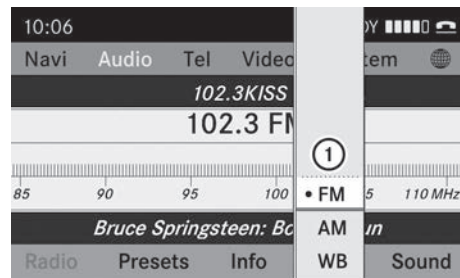 10:06 DY
Navi Audio Tel Video tem
102.3KISS
102.3 FM
1
85 90 95 100 5 110 MHz
• FM
Bruce Springsteen: Bo un
AM
Radio Presets Info WB Sound